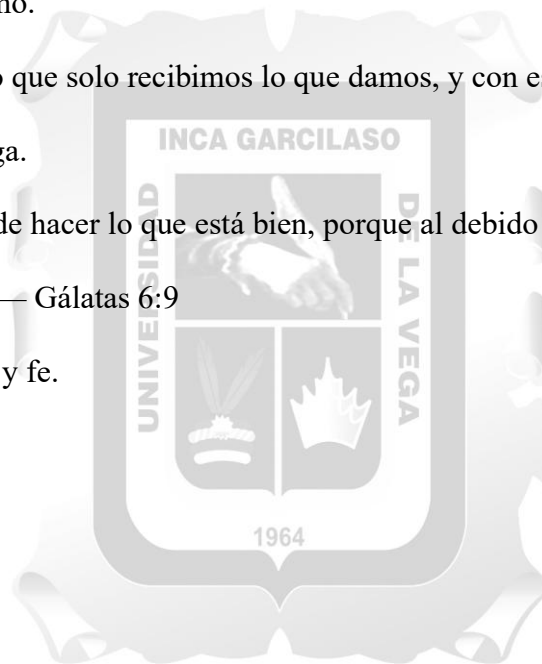 que solo recibimos lo que damos, y con es
ga.
de hacer lo que está bien, porque al debido
— Gálatas 6:9
y fe.
INCA GARCILASO
UNIVERSIDAD
DE LA VEGA
1964